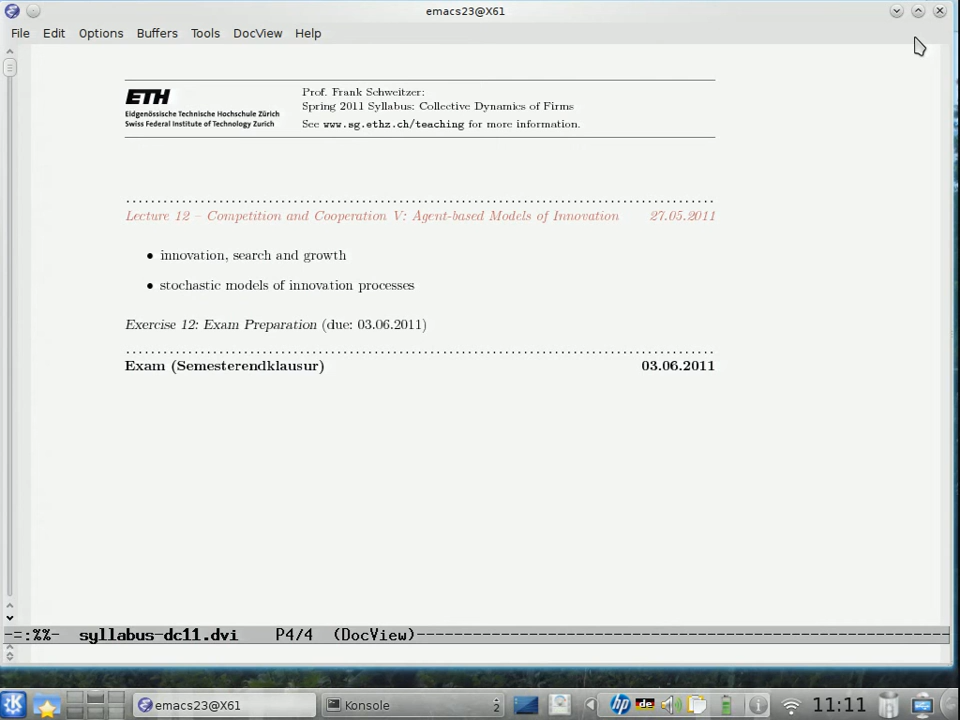 emacs23@X61
File Edit Options Buffers Tools DocView Help
ETH
Eidgenössische Technische Hochschule Zürich
Swiss Federal Institute of Technology Zurich
Prof. Frank Schweitzer:
Spring 2011 Syllabus: Collective Dynamics of Firms
See www.sg.ethz.ch/teaching for more information.
Lecture 12 – Competition and Cooperation V: Agent-based Models of Innovation 27.05.2011
• innovation, search and growth
• stochastic models of innovation processes
Exercise 12: Exam Preparation (due: 03.06.2011)
Exam (Semesterendklausur) 03.06.2011
-=:%%- syllabus-dc11.dvi P4/4 (DocView)
emacs23@X61 Konsole 2 hp de 11:11